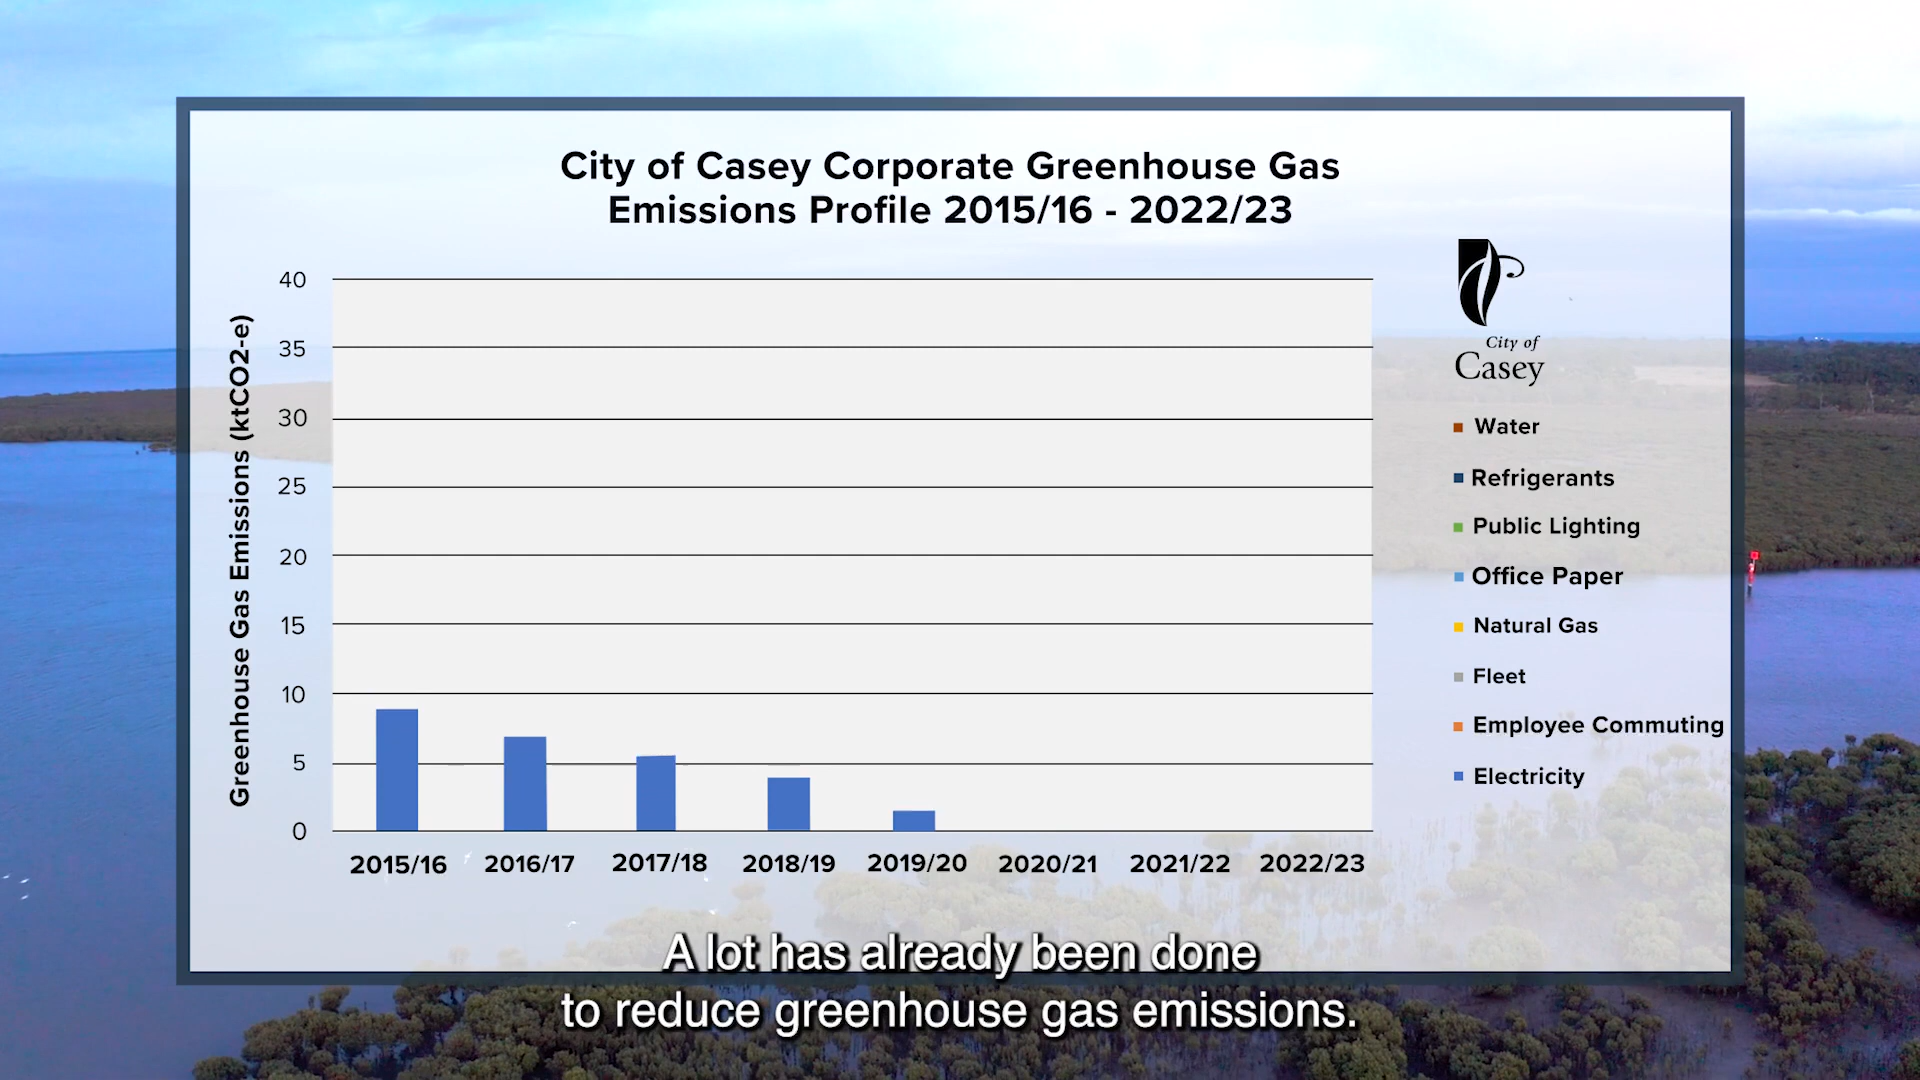 City of Casey Corporate Greenhouse Gas
Emissions Profile 2015/16 - 2022/23
Greenhouse Gas Emissions (ktCO2-e)
40
35
30
25
20
15
10
5
0
2015/16 2016/17 2017/18 2018/19 2019/20 2020/21 2021/22 2022/23
City of
Casey
Water
Refrigerants
Public Lighting
Office Paper
Natural Gas
Fleet
Employee Commuting
Electricity
A lot has already been done
to reduce greenhouse gas emissions.